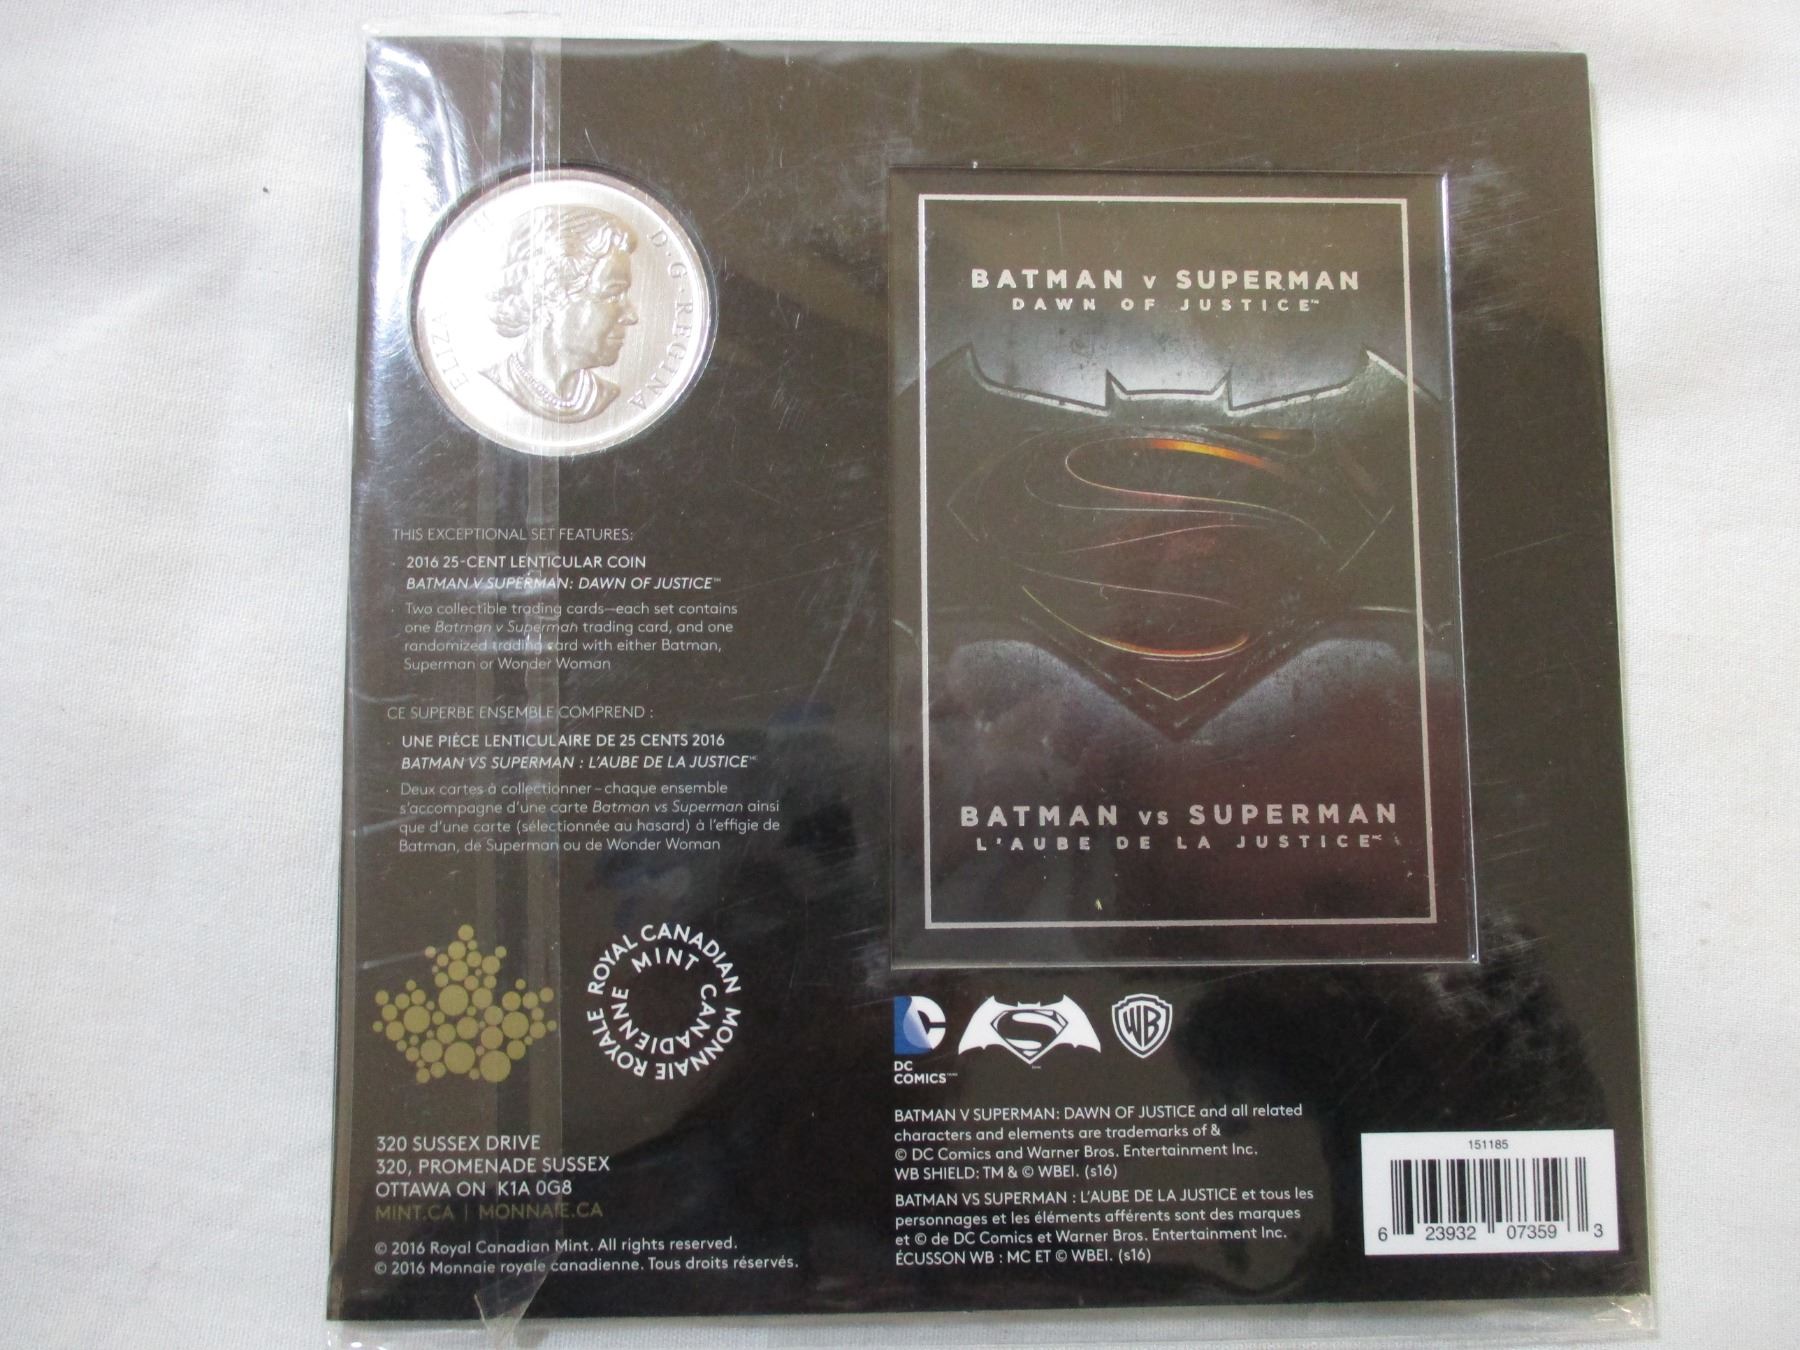 ELIZA
D·G·REGINA
THIS EXCEPTIONAL SET FEATURES:
· 2016 25-CENT LENTICULAR COIN
BATMAN V SUPERMAN: DAWN OF JUSTICE™
· Two collectible trading cards—each set contains
one Batman v Superman trading card, and one
randomized trading card with either Batman,
Superman or Wonder Woman
CE SUPERBE ENSEMBLE COMPREND :
· UNE PIÈCE LENTICULAIRE DE 25 CENTS 2016
BATMAN VS SUPERMAN : L'AUBE DE LA JUSTICE MC
· Deux cartes à collectionner – chaque ensemble
s'accompagne d'une carte Batman vs Superman ainsi
que d'une carte (sélectionnée au hasard) à l'effigie de
Batman, de Superman ou de Wonder Woman
ROYAL CANADIAN MINT
MONNAIE ROYALE CANADIENNE
320 SUSSEX DRIVE
320, PROMENADE SUSSEX
OTTAWA ON K1A 0G8
MINT.CA | MONNAIE.CA
© 2016 Royal Canadian Mint. All rights reserved.
© 2016 Monnaie royale canadienne. Tous droits réservés.
BATMAN v SUPERMAN
DAWN OF JUSTICE™
BATMAN vs SUPERMAN
L'AUBE DE LA JUSTICE MC
DC
COMICS™
WB
BATMAN V SUPERMAN: DAWN OF JUSTICE and all related
characters and elements are trademarks of &
© DC Comics and Warner Bros. Entertainment Inc.
WB SHIELD: TM & © WBEI. (s16)
BATMAN VS SUPERMAN : L'AUBE DE LA JUSTICE et tous les
personnages et les éléments afférents sont des marques
et © de DC Comics et Warner Bros. Entertainment Inc.
ÉCUSSON WB : MC ET © WBEI. (s16)
151185
6 23932 07359 3